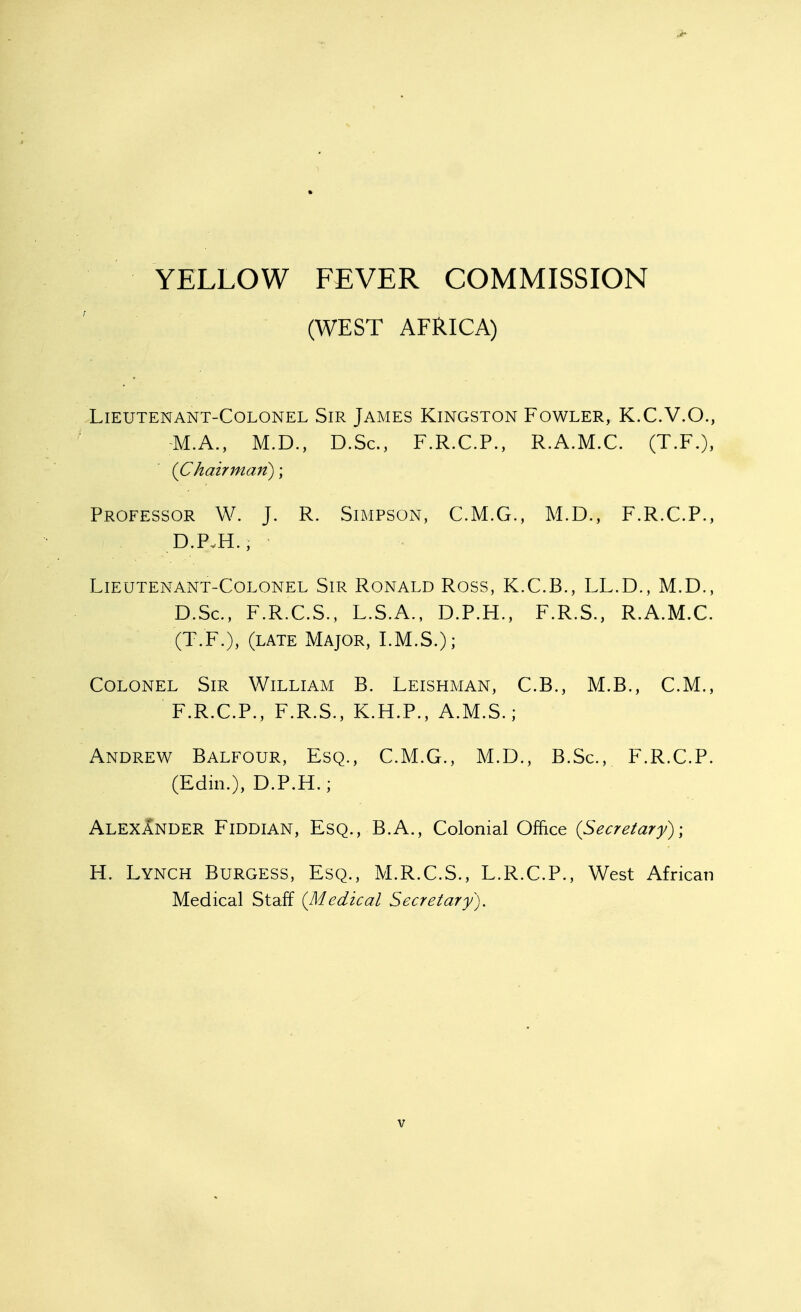 YELLOW FEVER COMMISSION
(WEST AFRICA)
Lieutenant-Colonel Sir James Kingston Fowler, K.C.V.O.,
M.A., M.D., D.Sc., F.R.C.P., R.A.M.C. (T.F.),
(Chairman);
Professor W. J. R. Simpson, C.M.G., M.D., F.R.C.P.,
D.P.H.;
Lieutenant-Colonel Sir Ronald Ross, K.C.B., LL.D., M.D.,
D.Sc., F.R.C.S., L.S.A., D.P.H., F.R.S., R.A.M.C.
(T.F.), (late Major, I.M.S.);
Colonel Sir William B. Leishman, C.B., M.B., C.M.,
F.R.C.P., F.R.S., K.H.P., A.M.S.;
Andrew Balfour, Esq., C.M.G., M.D., B.Sc., F.R.C.P.
(Edin.), D.P.H.;
Alexander Fiddian, Esq., B.A., Colonial Office (Secretary);
H. Lynch Burgess, Esq., M.R.C.S., L.R.C.P., West African
Medical Staff (Medical Secretary).
v